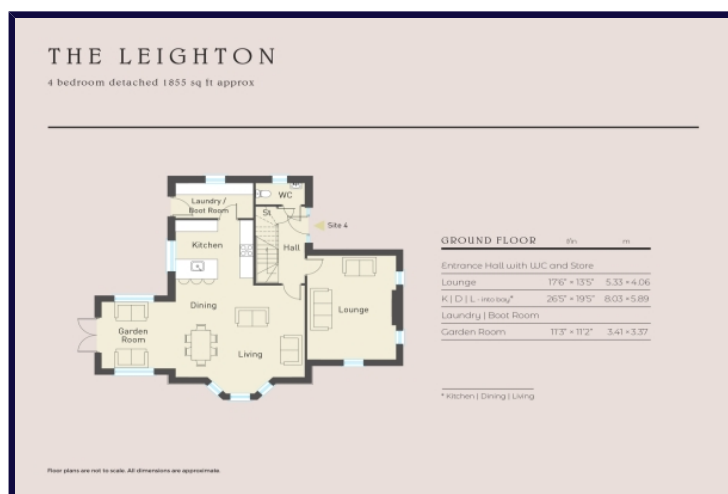 THE LEIGHTON
4 bedroom detached 1855 sq ft approx
WC
Laundry /
Boot Room
St
Site 4
Kitchen
Hall
Dining
Lounge
Garden
Room
Living
GROUND FLOOR ft/in m
Entrance Hall with WC and Store
Lounge 17'6" × 13'5" 5.33 × 4.06
K | D | L - into bay* 26'5" × 19'5" 8.03 × 5.89
Laundry | Boot Room
Garden Room 11'3" × 11'2" 3.41 × 3.37
* Kitchen | Dining | Living
Floor plans are not to scale. All dimensions are approximate.